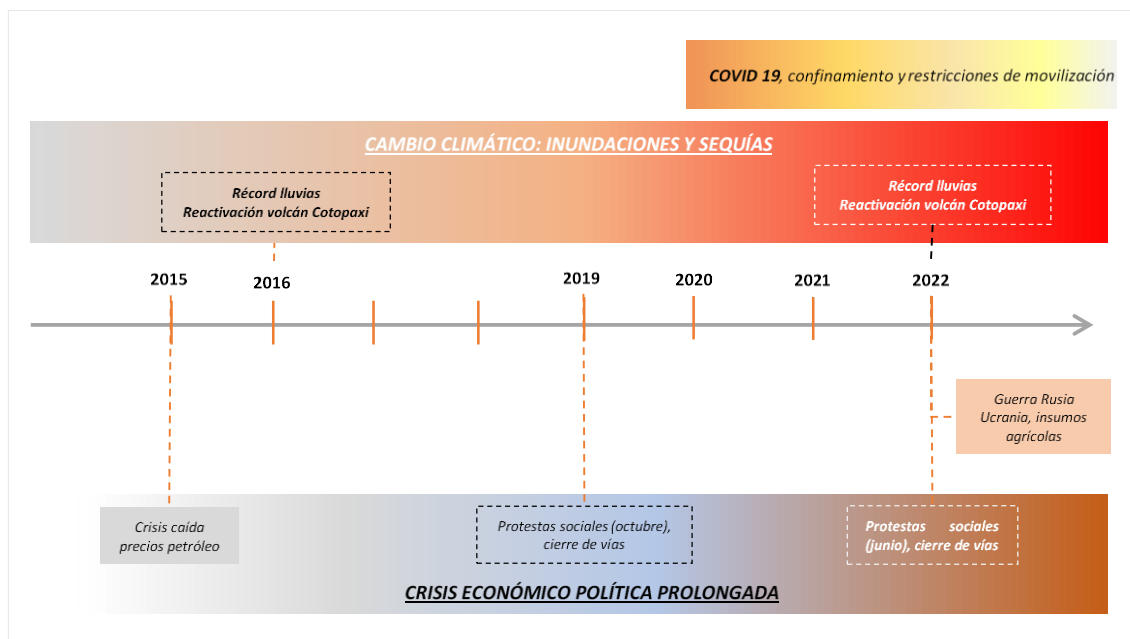 COVID 19, confinamiento y restricciones de movilización
CAMBIO CLIMÁTICO: INUNDACIONES Y SEQUÍAS
Récord lluvias
Reactivación volcán Cotopaxi
Récord lluvias
Reactivación volcán Cotopaxi
2015
2016
2019
2020
2021
2022
Guerra Rusia
Ucrania, insumos
agrícolas
Crisis caída
precios petróleo
Protestas sociales (octubre),
cierre de vías
Protestas sociales
(junio), cierre de vías
CRISIS ECONÓMICO POLÍTICA PROLONGADA